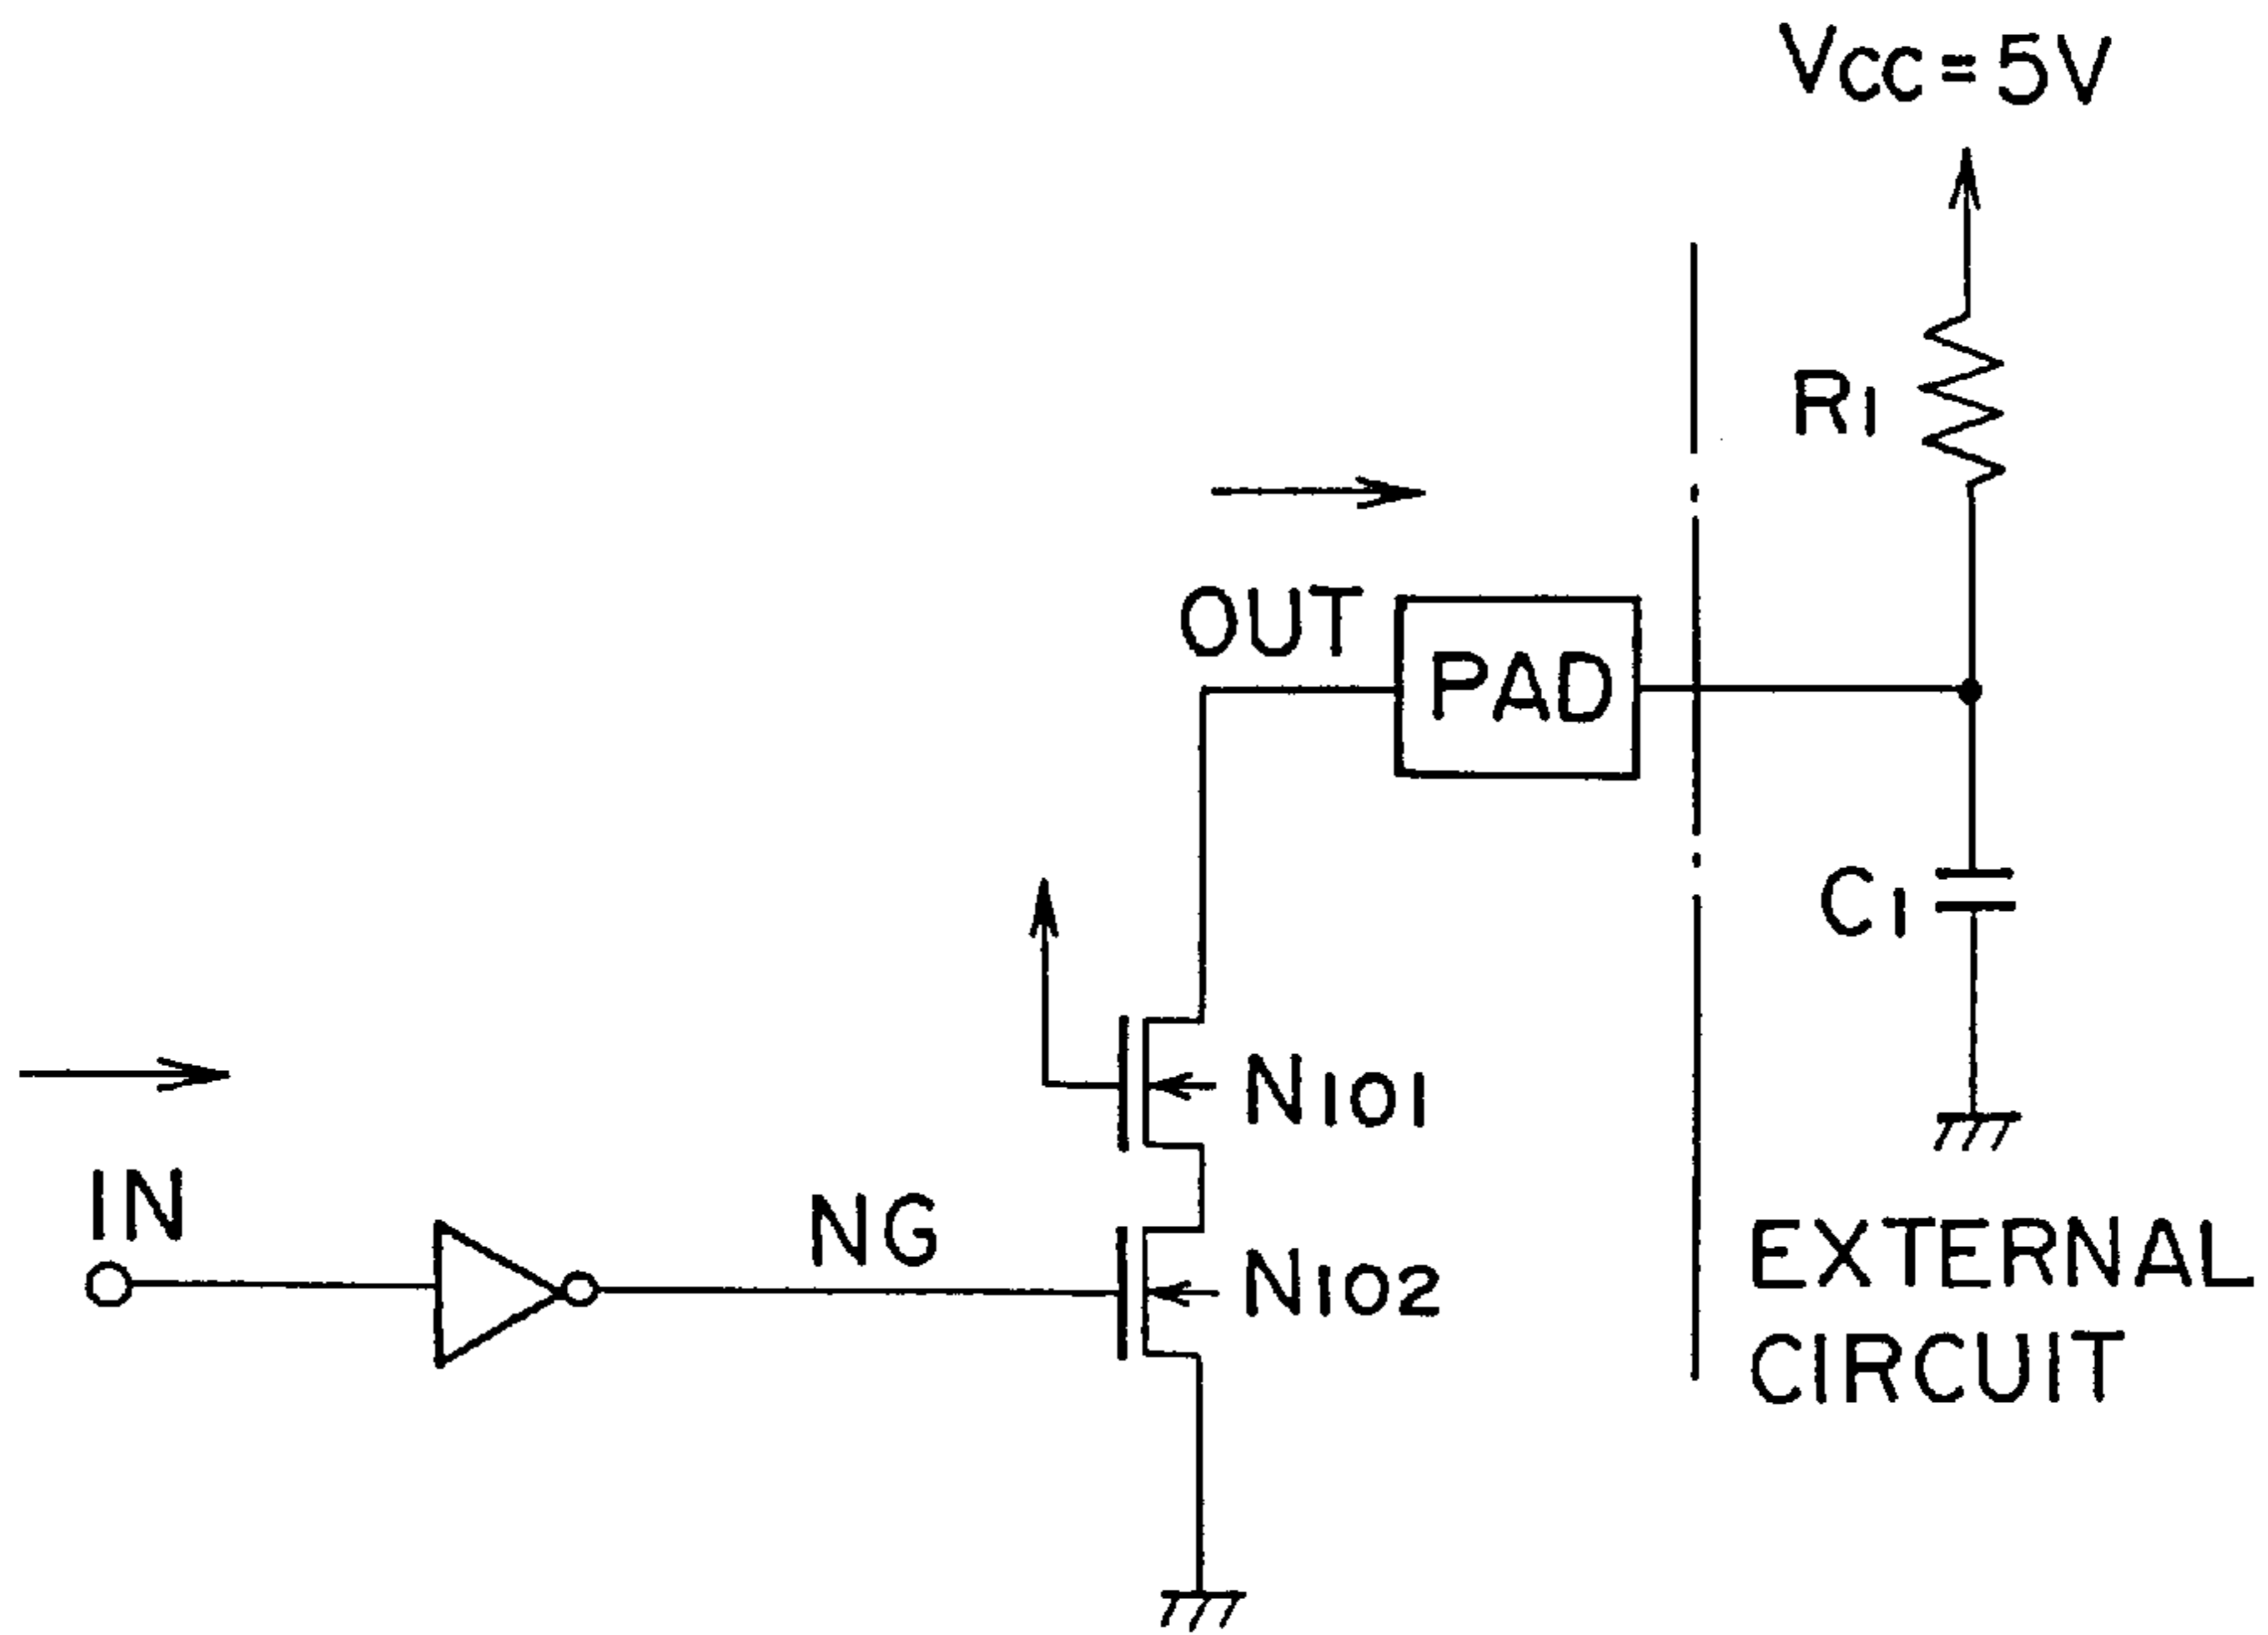 Vcc=5V
R1
OUT
PAD
C1
N101
IN
NG
N102
EXTERNAL
CIRCUIT